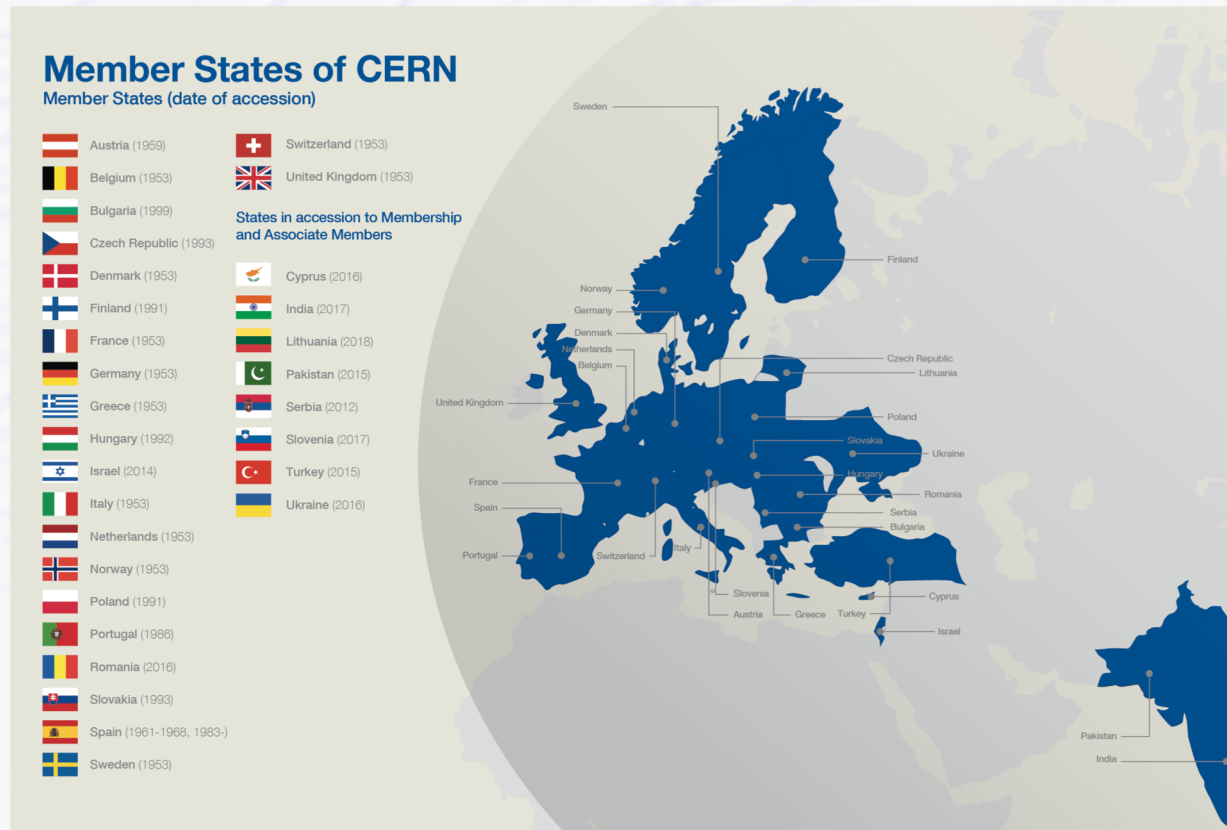 Member States of CERN
Member States (date of accession)
Austria (1959)
Belgium (1953)
Bulgaria (1999)
Czech Republic (1993)
Denmark (1953)
Finland (1991)
France (1953)
Germany (1953)
Greece (1953)
Hungary (1992)
Israel (2014)
Italy (1953)
Netherlands (1953)
Norway (1953)
Poland (1991)
Portugal (1986)
Romania (2016)
Slovakia (1993)
Spain (1961-1968, 1983-)
Sweden (1953)
Switzerland (1953)
United Kingdom (1953)
States in accession to Membership
and Associate Members
Cyprus (2016)
India (2017)
Lithuania (2018)
Pakistan (2015)
Serbia (2012)
Slovenia (2017)
Turkey (2015)
Ukraine (2016)
Sweden
Finland
Norway
Germany
Denmark
Netherlands
Belgium
Czech Republic
Lithuania
United Kingdom
Poland
Slovakia
Ukraine
Hungary
France
Romania
Spain
Serbia
Bulgaria
Italy
Portugal
Switzerland
Slovenia
Cyprus
Austria
Greece
Turkey
Israel
Pakistan
India